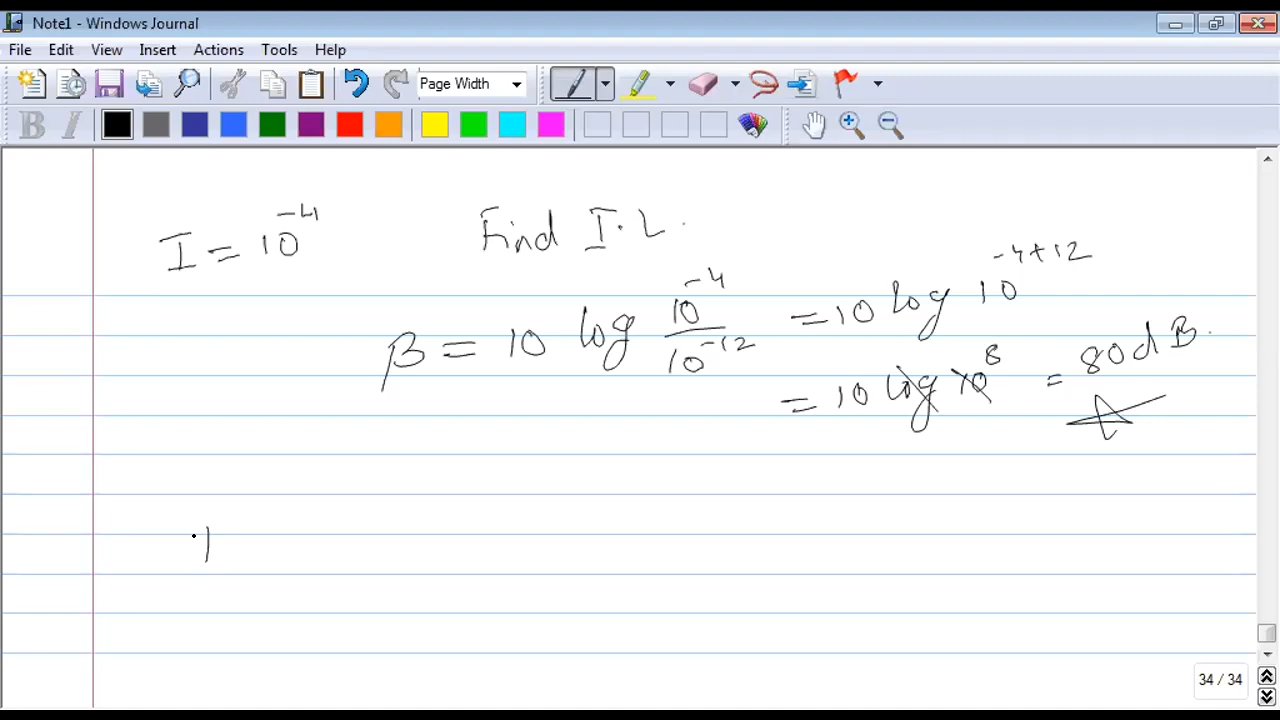 Note1 - Windows Journal
File Edit View Insert Actions Tools Help
Page Width
B I
I = 10^-4 Find I.L.
β = 10 log 10^-4/10^-12 = 10 log 10^-4+12
= 10 log 10^8 = 80 dB.
34 / 34